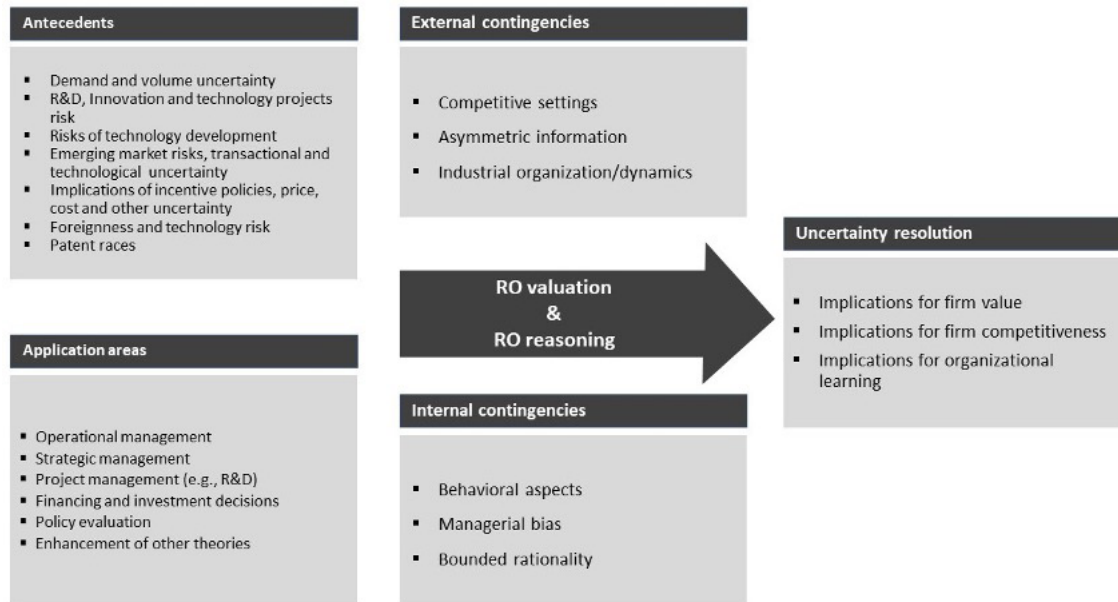 Antecedents
▪ Demand and volume uncertainty
▪ R&D, Innovation and technology projects
risk
▪ Risks of technology development
▪ Emerging market risks, transactional and
technological uncertainty
▪ Implications of incentive policies, price,
cost and other uncertainty
▪ Foreignness and technology risk
▪ Patent races
Application areas
▪ Operational management
▪ Strategic management
▪ Project management (e.g., R&D)
▪ Financing and investment decisions
▪ Policy evaluation
▪ Enhancement of other theories
External contingencies
▪ Competitive settings
▪ Asymmetric information
▪ Industrial organization/dynamics
RO valuation
&
RO reasoning
Internal contingencies
▪ Behavioral aspects
▪ Managerial bias
▪ Bounded rationality
Uncertainty resolution
▪ Implications for firm value
▪ Implications for firm competitiveness
▪ Implications for organizational
learning